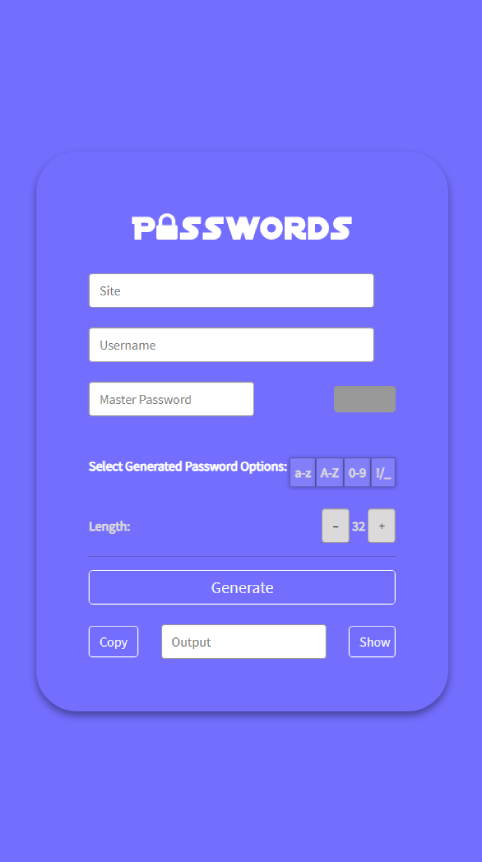 PASSWORDS
Site
Username
Master Password
Select Generated Password Options: a-z A-Z 0-9 !/_
Length: - 32 +
Generate
Copy Output Show